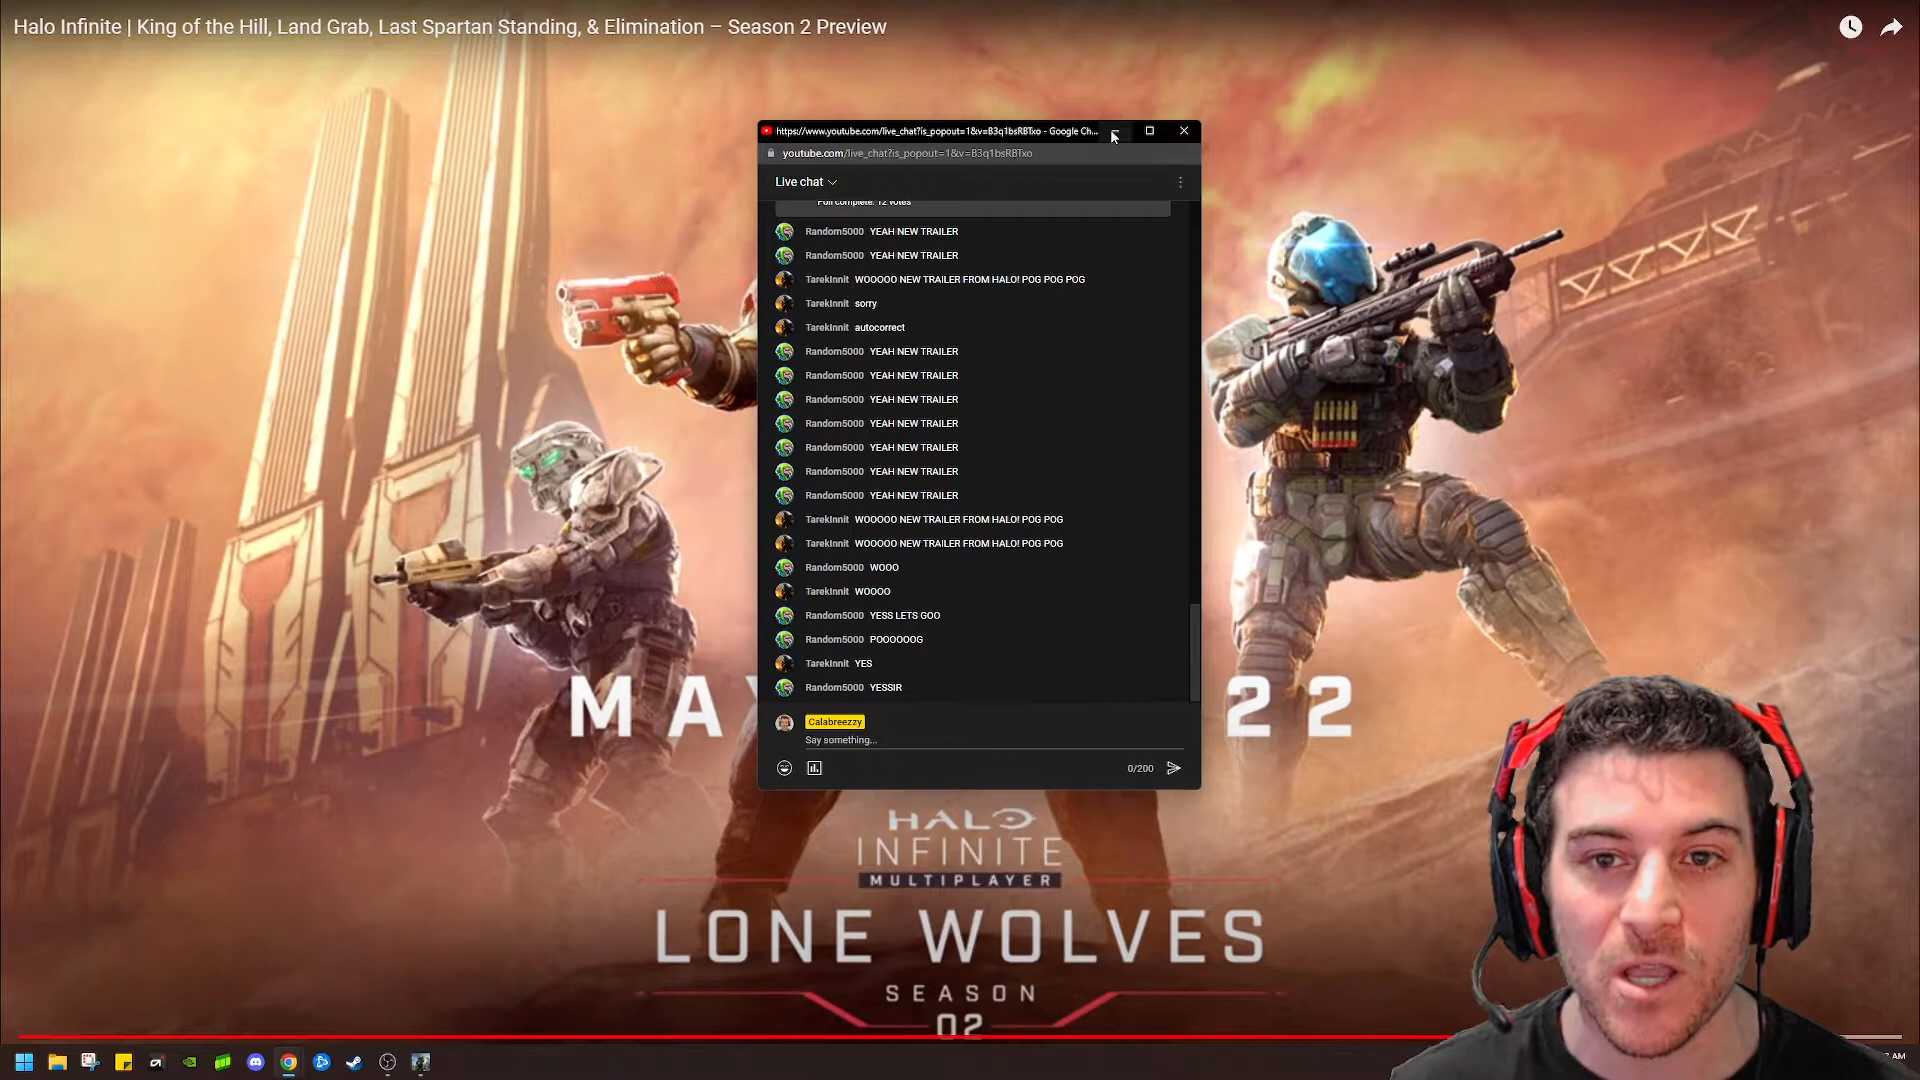 Halo Infinite | King of the Hill, Land Grab, Last Spartan Standing, & Elimination – Season 2 Preview
https://www.youtube.com/live_chat?is_popout=1&v=B3q1bsRBTxo - Google Ch...
youtube.com/live_chat?is_popout=1&v=B3q1bsRBTxo
Live chat
Full complete: 12 votes
Random5000 YEAH NEW TRAILER
Random5000 YEAH NEW TRAILER
TarekInnit WOOOOO NEW TRAILER FROM HALO! POG POG POG
TarekInnit sorry
TarekInnit autocorrect
Random5000 YEAH NEW TRAILER
Random5000 YEAH NEW TRAILER
Random5000 YEAH NEW TRAILER
Random5000 YEAH NEW TRAILER
Random5000 YEAH NEW TRAILER
Random5000 YEAH NEW TRAILER
Random5000 YEAH NEW TRAILER
TarekInnit WOOOOO NEW TRAILER FROM HALO! POG POG
TarekInnit WOOOOO NEW TRAILER FROM HALO! POG POG
Random5000 WOOO
TarekInnit WOOOO
Random5000 YESS LETS GOO
Random5000 POOOOOOG
TarekInnit YES
Random5000 YESSIR
MA 22
Calabreezzy
Say something...
0/200
HALO
INFINITE
MULTIPLAYER
LONE WOLVES
SEASON
02
AM